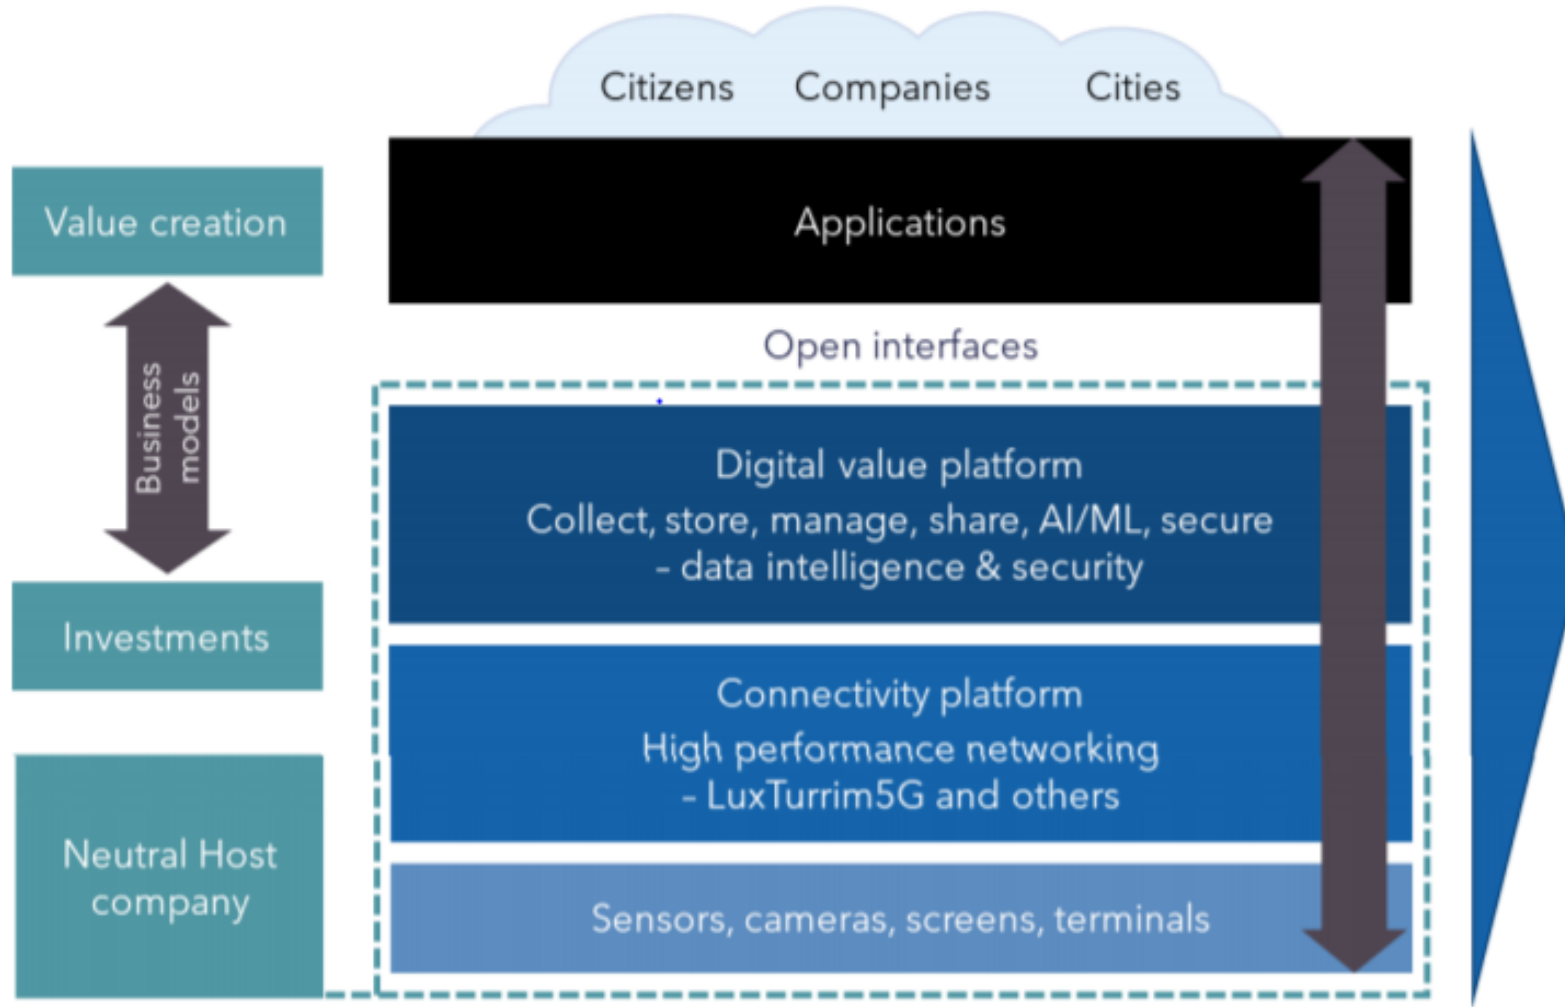 Citizens Companies Cities
Value creation
Applications
Open interfaces
Business
models
Digital value platform
Collect, store, manage, share, AI/ML, secure
– data intelligence & security
Investments
Connectivity platform
High performance networking
– LuxTurrim5G and others
Neutral Host
company
Sensors, cameras, screens, terminals